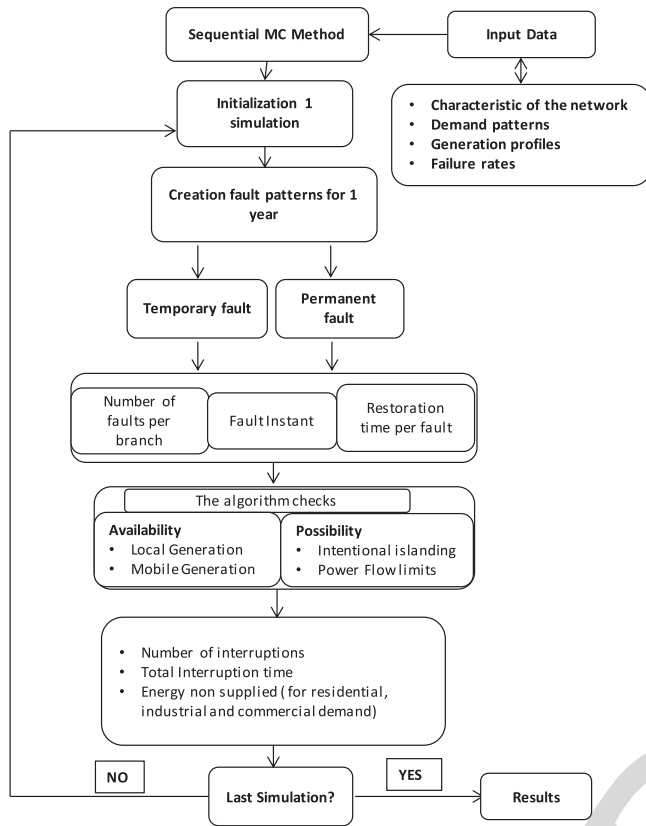 Sequential MC Method
Input Data
Initialization 1
simulation
• Characteristic of the network
• Demand patterns
• Generation profiles
• Failure rates
Creation fault patterns for 1
year
Temporary fault
Permanent
fault
Number of
faults per
branch
Fault Instant
Restoration
time per fault
The algorithm checks
Availability
• Local Generation
• Mobile Generation
Possibility
• Intentional islanding
• Power Flow limits
• Number of interruptions
• Total Interruption time
• Energy non supplied ( for residential,
industrial and commercial demand)
NO
Last Simulation?
YES
Results